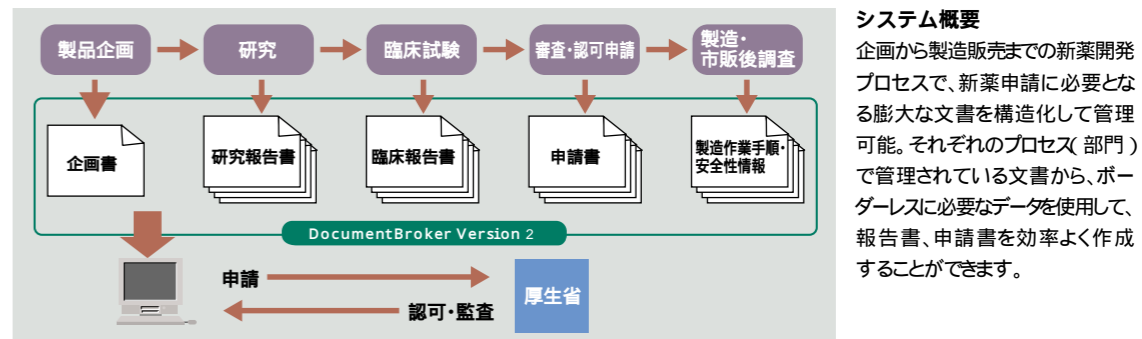 製品企画
研究
臨床試験
審査・認可申請
製造・
市販後調査
企画書
研究報告書
臨床報告書
申請書
製造作業手順・
安全性情報
DocumentBroker Version 2
申請
認可・監査
厚生省
システム概要
企画から製造販売までの新薬開発
プロセスで、新薬申請に必要とな
る膨大な文書を構造化して管理
可能。それぞれのプロセス(部門)
で管理されている文書から、ボー
ダーレスに必要なデータを使用して、
報告書、申請書を効率よく作成
することができます。